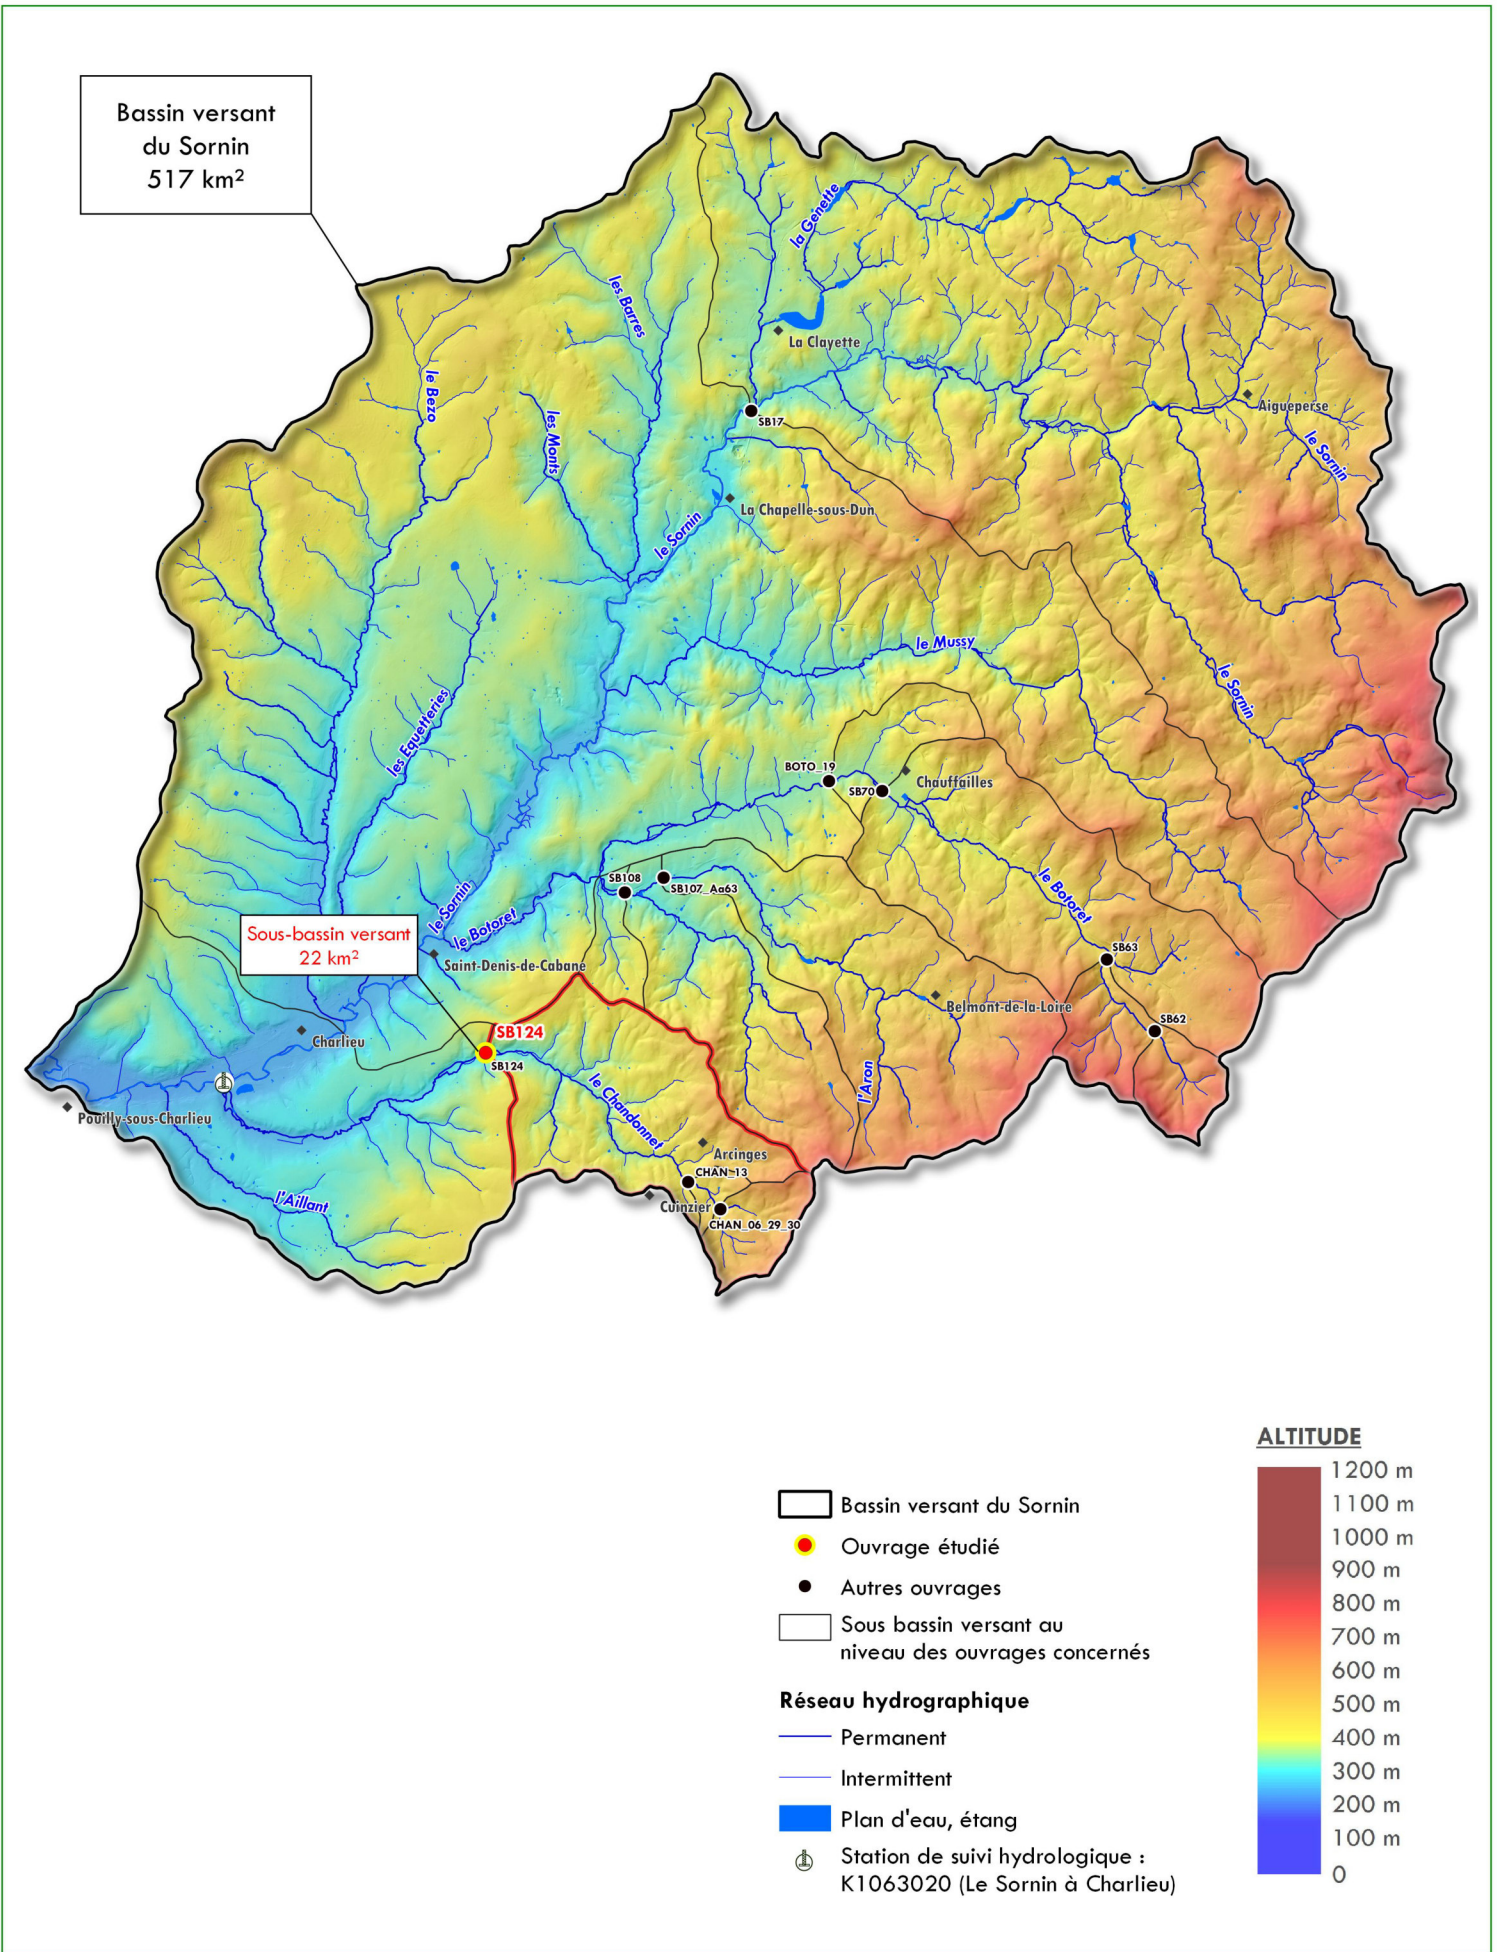 Bassin versant
du Sornin
517 km²
la Genette
les Barres
La Clayette
le Bezo
les Monts
SB17
Aigueperse
le Sornin
La Chapelle-sous-Dun
le Sornin
le Mussy
le Sornin
les Equetteries
BOTO_19
SB70
Chauffailles
SB108
SB107_Aa63
le Botoret
le Sornin
le Botoret
Sous-bassin versant
22 km²
Saint-Denis-de-Cabane
SB63
Belmont-de-la-Loire
SB62
SB124
SB124
Charlieu
le Chandonnet
l'Aron
Pouilly-sous-Charlieu
Arcinges
CHAN_13
l'Aillant
Cuinzier
CHAN_06_29_30
Bassin versant du Sornin
Ouvrage étudié
Autres ouvrages
Sous bassin versant au
niveau des ouvrages concernés
Réseau hydrographique
Permanent
Intermittent
Plan d'eau, étang
Station de suivi hydrologique :
K1063020 (Le Sornin à Charlieu)
ALTITUDE
1200 m
1100 m
1000 m
900 m
800 m
700 m
600 m
500 m
400 m
300 m
200 m
100 m
0